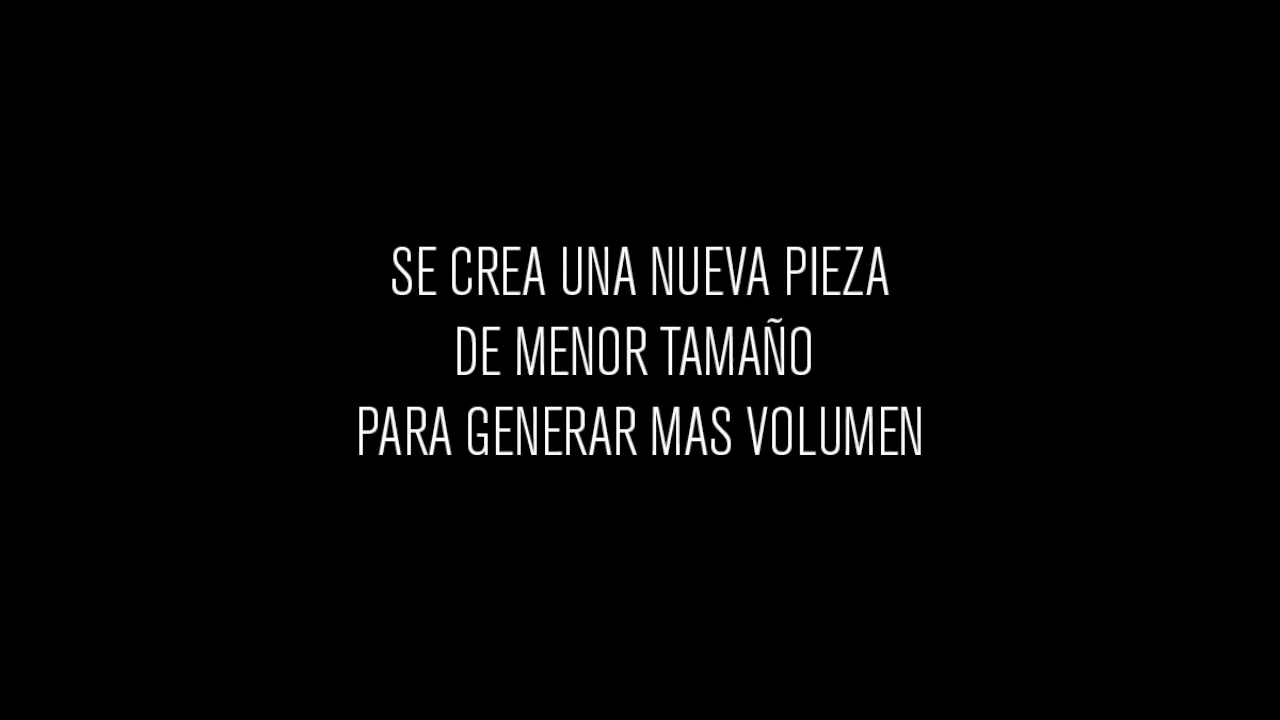 SE CREA UNA NUEVA PIEZA
DE MENOR TAMAÑO
PARA GENERAR MAS VOLUMEN